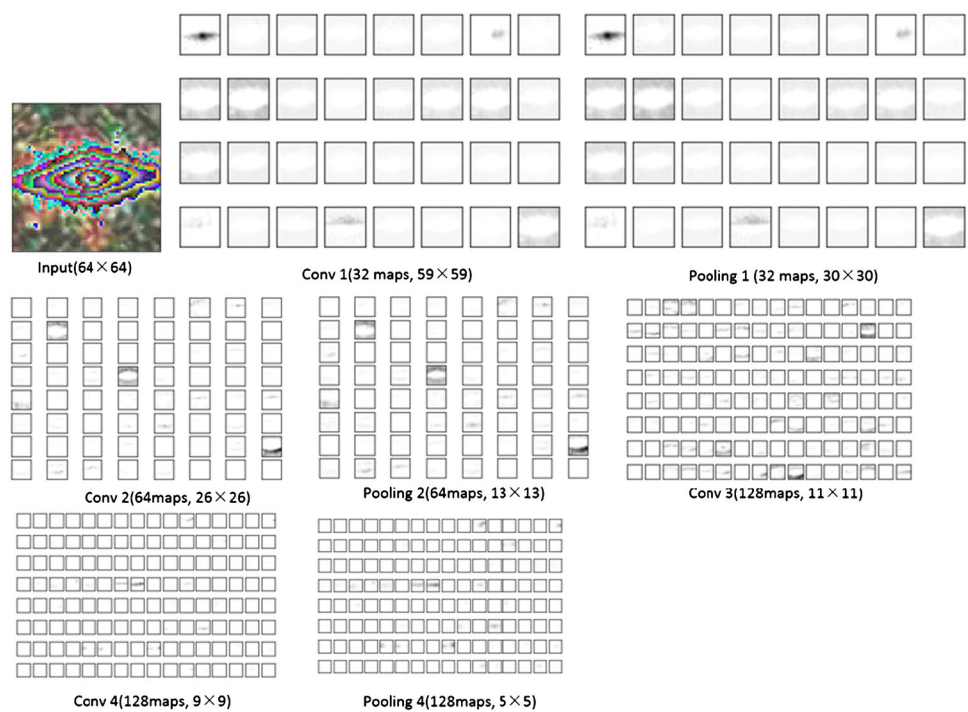 Input(64×64)
Conv 1(32 maps, 59×59)
Pooling 1 (32 maps, 30×30)
Conv 2(64maps, 26×26)
Pooling 2(64maps, 13×13)
Conv 3(128maps, 11×11)
Conv 4(128maps, 9×9)
Pooling 4(128maps, 5×5)